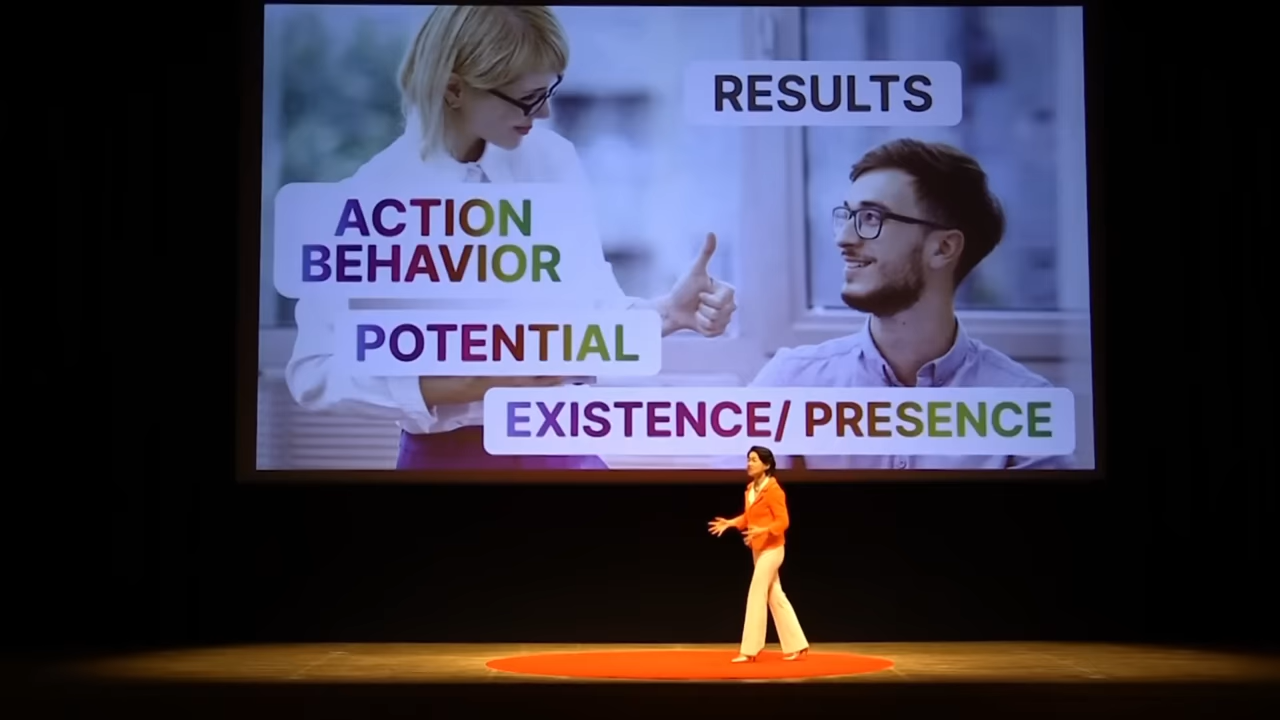 RESULTS
ACTION
BEHAVIOR
POTENTIAL
EXISTENCE/ PRESENCE